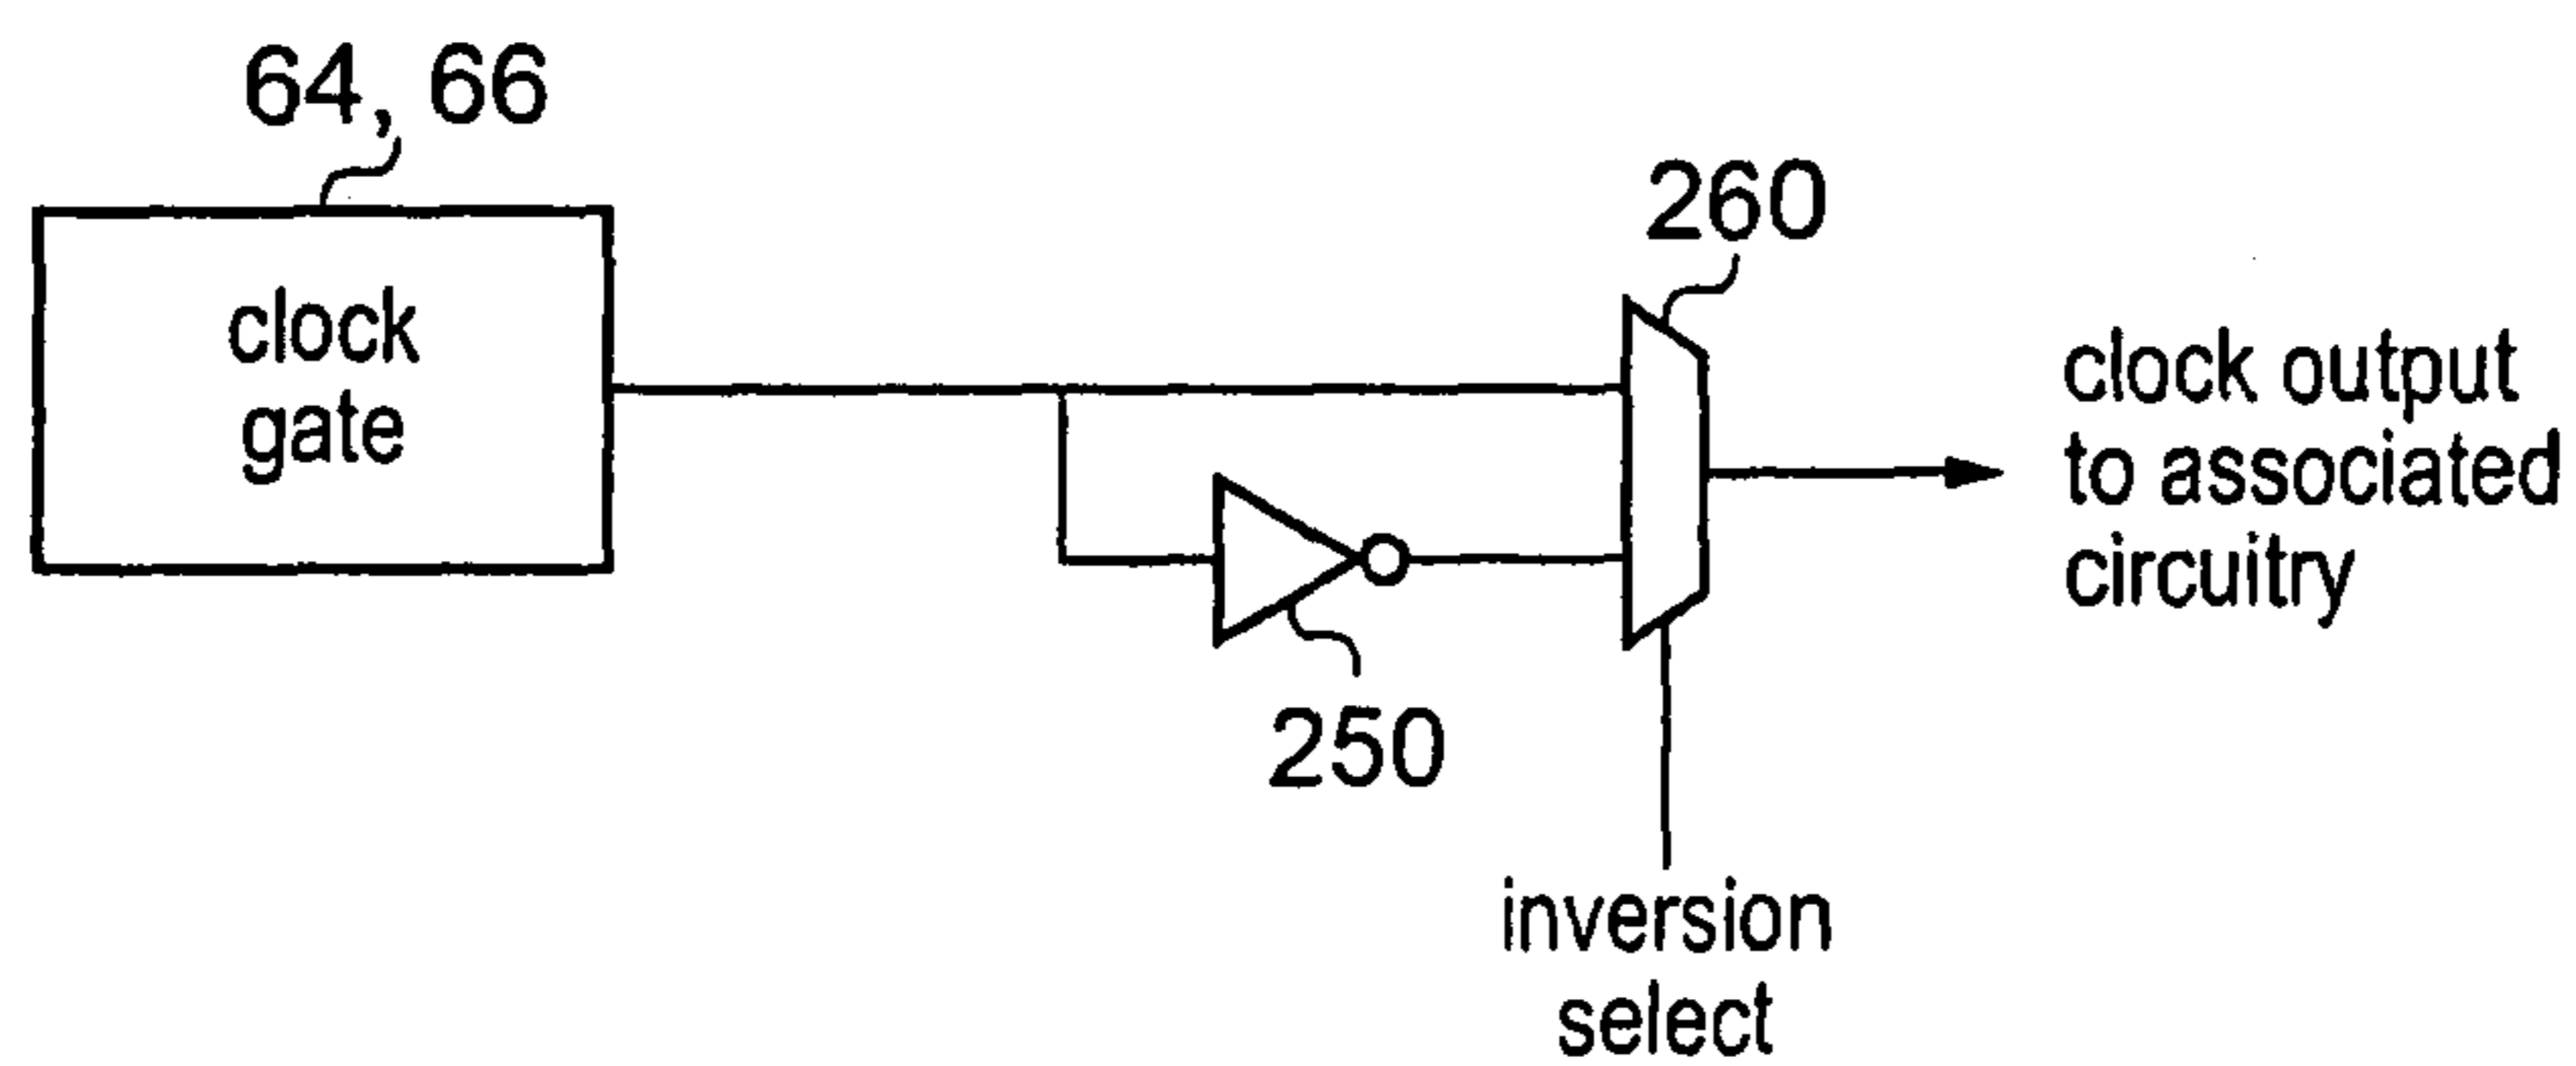 64, 66
clock
gate
260
clock output
to associated
circuitry
250
inversion
select